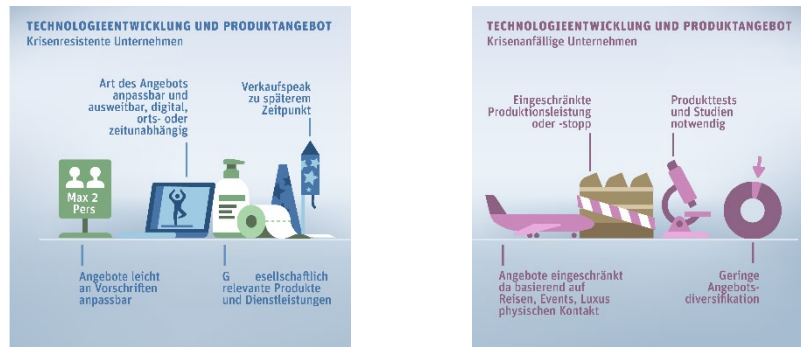 TECHNOLOGIEENTWICKLUNG UND PRODUKTANGEBOT
Krisenresistente Unternehmen
Art des Angebots
anpassbar und
ausweitbar, digital,
orts- oder
zeitunabhängig
Verkaufspeak
zu späterem
Zeitpunkt
Max 2
Pers
Angebote leicht
an Vorschriften
anpassbar
G esellschaftlich
relevante Produkte
und Dienstleistungen
TECHNOLOGIEENTWICKLUNG UND PRODUKTANGEBOT
Krisenanfällige Unternehmen
Eingeschränkte
Produktionsleistung
oder -stopp
Produkttests
und Studien
notwendig
Angebote eingeschränkt
da basierend auf
Reisen, Events, Luxus
physischen Kontakt
Geringe
Angebots-
diversifikation